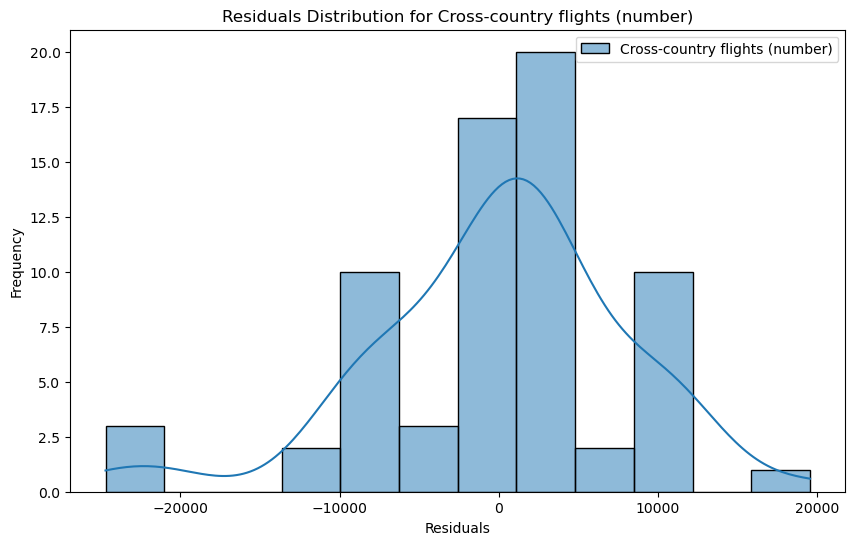 Residuals Distribution for Cross-country flights (number)
Cross-country flights (number)
20.0
17.5
15.0
12.5
10.0
7.5
5.0
2.5
0.0
Frequency
−20000 −10000 0 10000 20000
Residuals